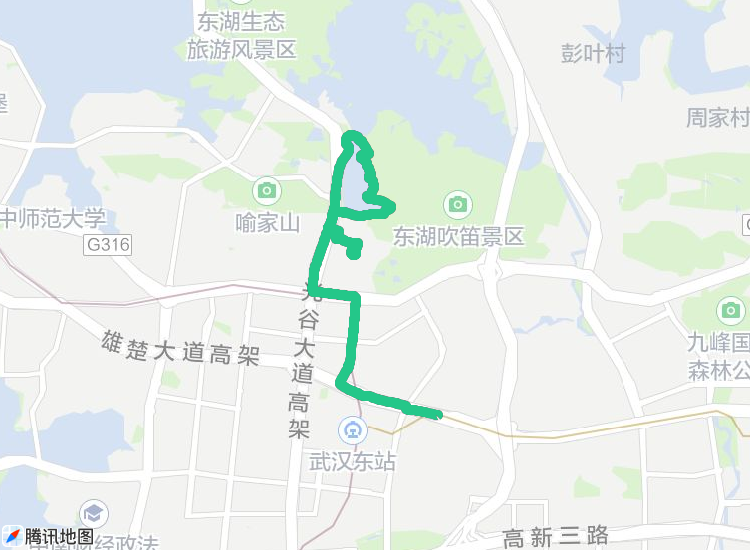 东湖生态
旅游风景区
彭叶村
周家村
喻家山
中师范大学
东湖吹笛景区
G316
光谷大道高架
雄楚大道高架
九峰国
森林公
武汉东站
高新三路
腾讯地图